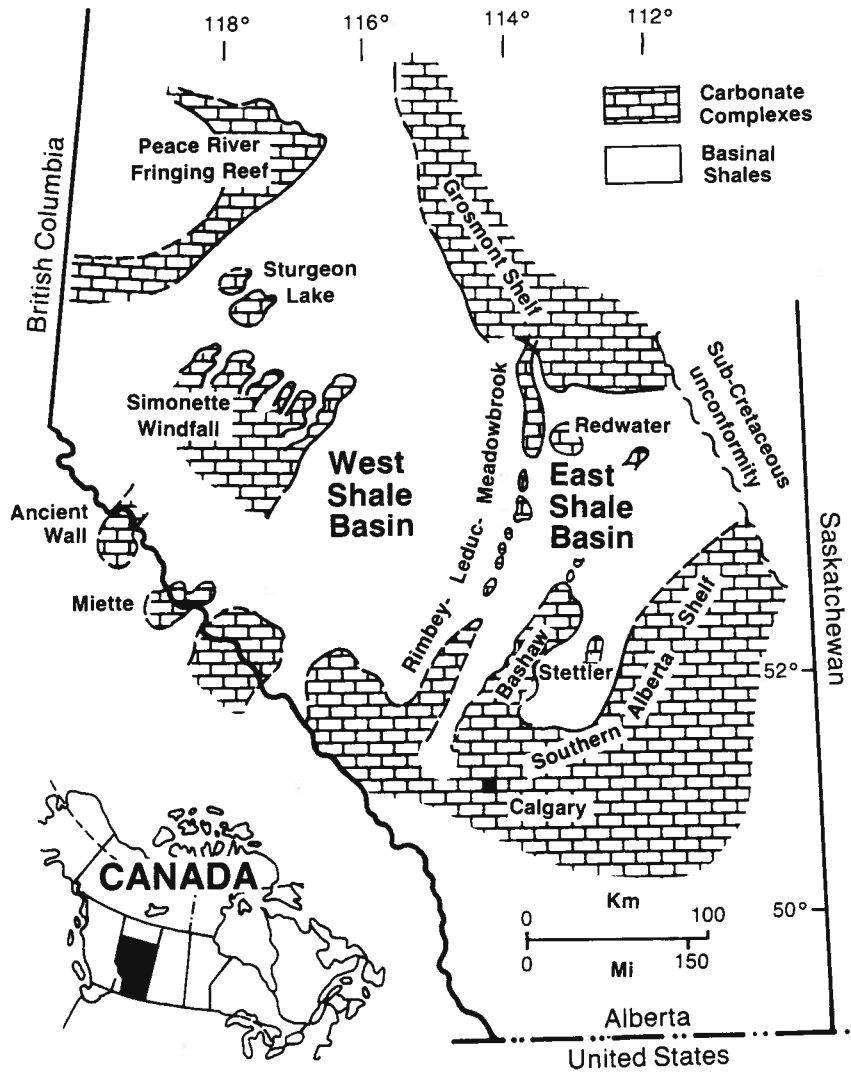 118°
116°
114°
112°
Carbonate
Complexes
Basinal
Shales
Peace River
Fringing Reef
British Columbia
Grosmont Shelf
Sturgeon
Lake
Simonette
Windfall
West
Shale
Basin
Rimbey- Leduc- Meadowbrook
Redwater
East
Shale
Basin
Sub-Cretaceous
unconformity
Ancient
Wall
Miette
Saskatchewan
Bashaw
Stettler
52°
Southern Alberta Shelf
Calgary
CANADA
Km
0 100
0 150
Mi
50°
Alberta
United States